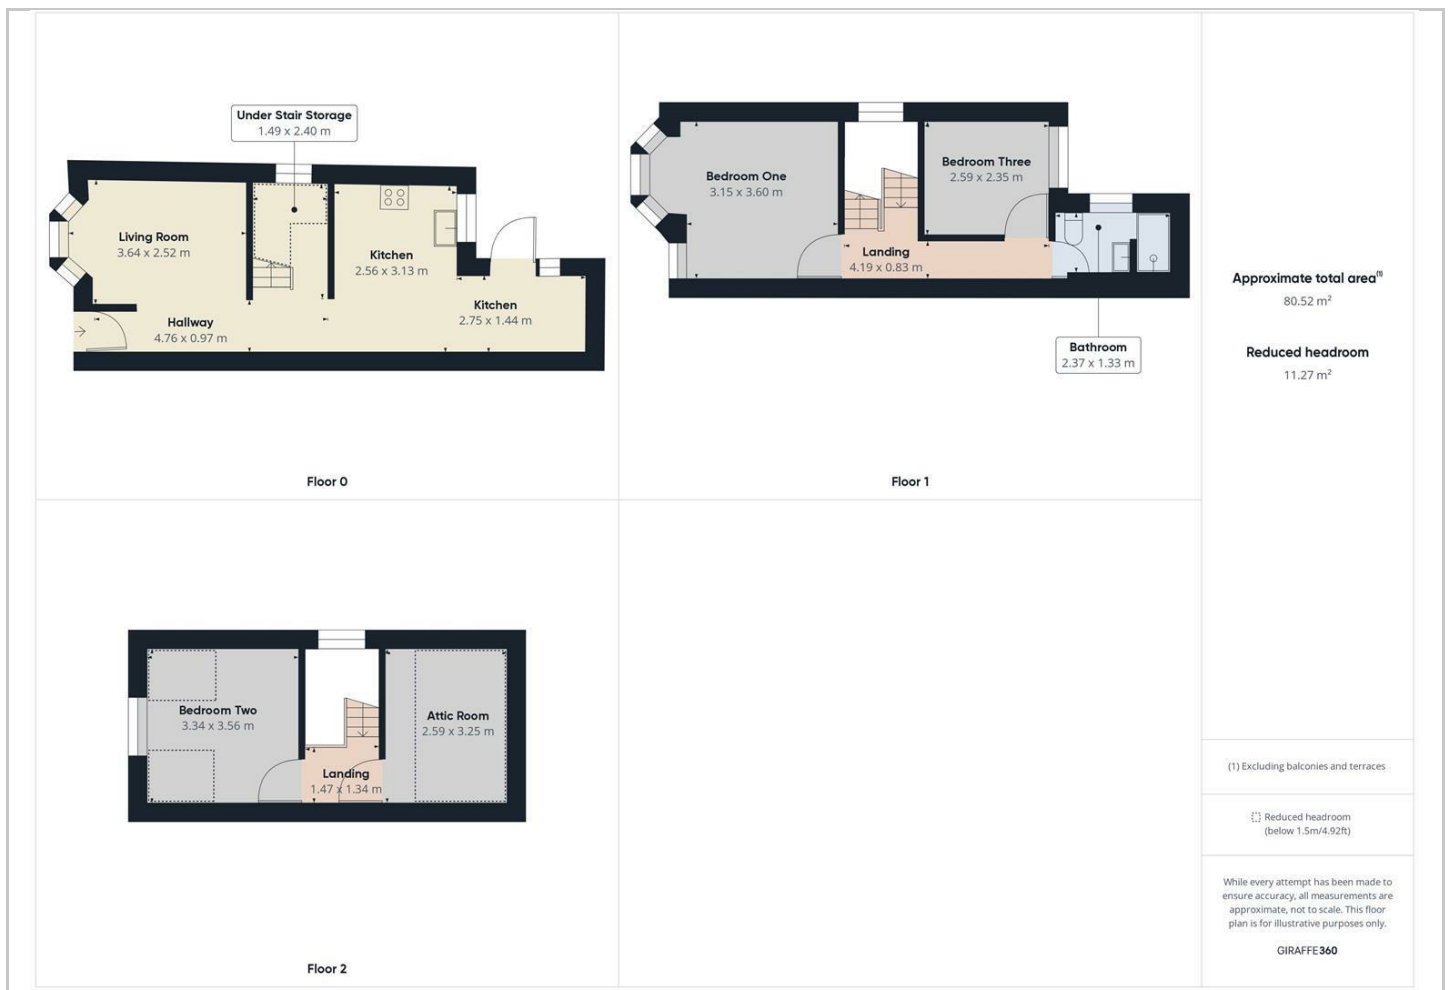 Under Stair Storage
1.49 x 2.40 m
Living Room
3.64 x 2.52 m
Kitchen
2.56 x 3.13 m
Kitchen
2.75 x 1.44 m
Hallway
4.76 x 0.97 m
Floor 0
Bedroom One
3.15 x 3.60 m
Bedroom Three
2.59 x 2.35 m
Landing
4.19 x 0.83 m
Bathroom
2.37 x 1.33 m
Floor 1
Bedroom Two
3.34 x 3.56 m
Attic Room
2.59 x 3.25 m
Landing
1.47 x 1.34 m
Floor 2
Approximate total area(1)
80.52 m²
Reduced headroom
11.27 m²
(1) Excluding balconies and terraces
Reduced headroom
(below 1.5m/4.92ft)
While every attempt has been made to
ensure accuracy, all measurements are
approximate, not to scale. This floor
plan is for illustrative purposes only.
GIRAFFE360